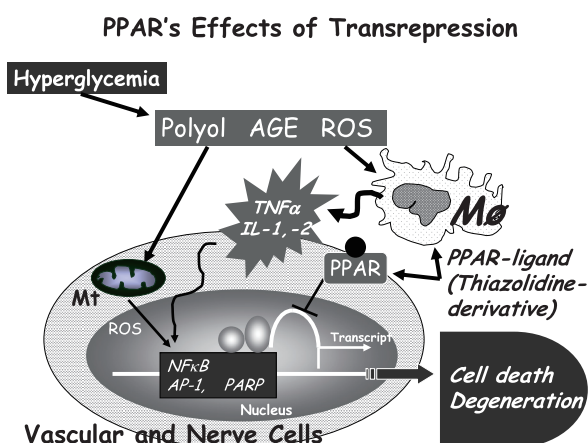 PPAR's Effects of Transrepression
Hyperglycemia
Polyol AGE ROS
TNFα
IL-1,-2
Mø
PPAR
PPAR-ligand
(Thiazolidine-
derivative)
Mt
ROS
Transcript
NFκB
AP-1, PARP
Nucleus
Cell death
Degeneration
Vascular and Nerve Cells